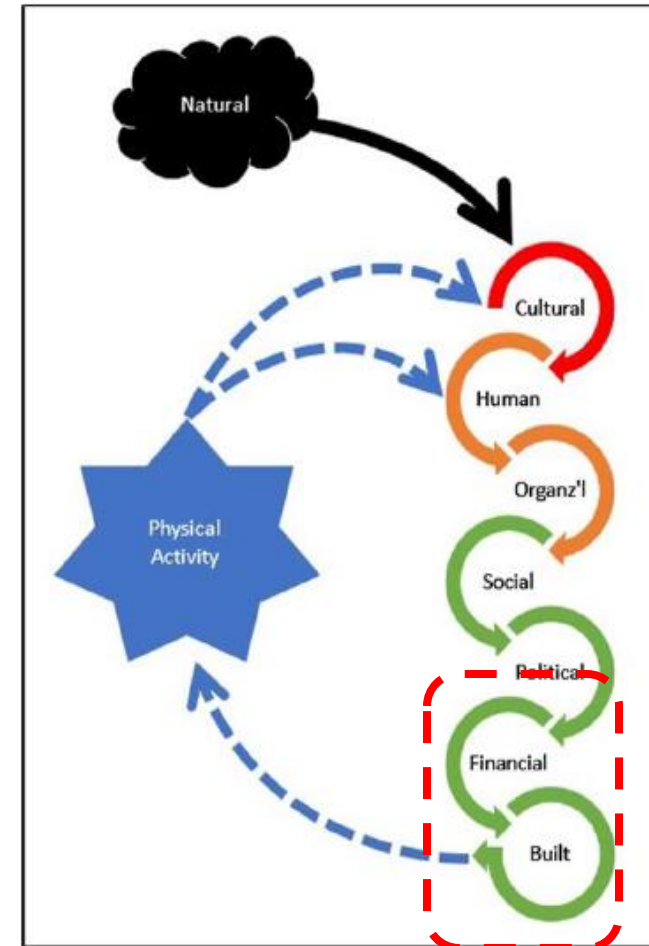 Natural
Cultural
Human
Organz'l
Physical
Activity
Social
Political
Financial
Built